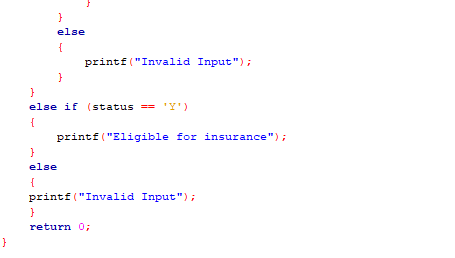 }
}
else
{
printf("Invalid Input");
}
}
else if (status == 'Y')
{
printf("Eligible for insurance");
}
else
{
printf("Invalid Input");
}
return 0;
}